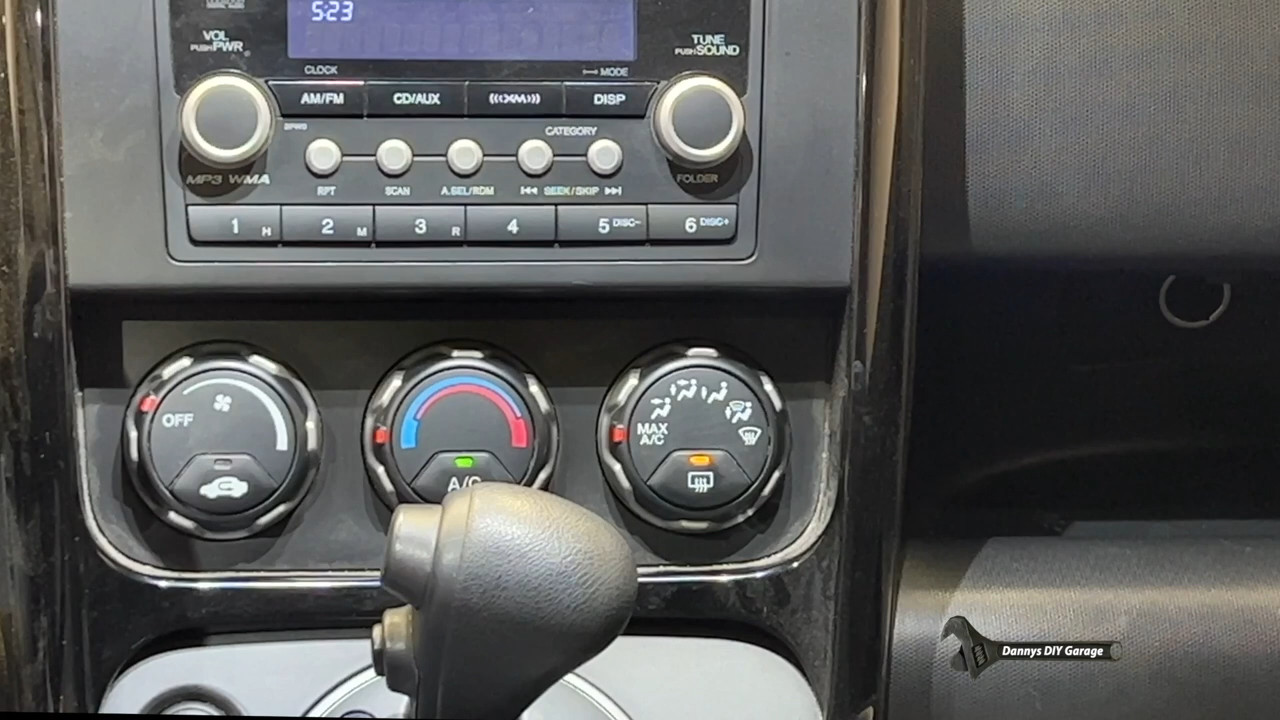 5:23
VOL
PUSH PWR
TUNE
PUSH SOUND
CLOCK
MODE
AM/FM
CD/AUX
((XM))
DISP
CATEGORY
MP3 WMA
RPT
SCAN
A.SEL/RDM
SEEK/SKIP
FOLDER
1 H
2 M
3 R
4
5 DISC-
6 DISC+
OFF
MAX
A/C
A/C
Dannys DIY Garage